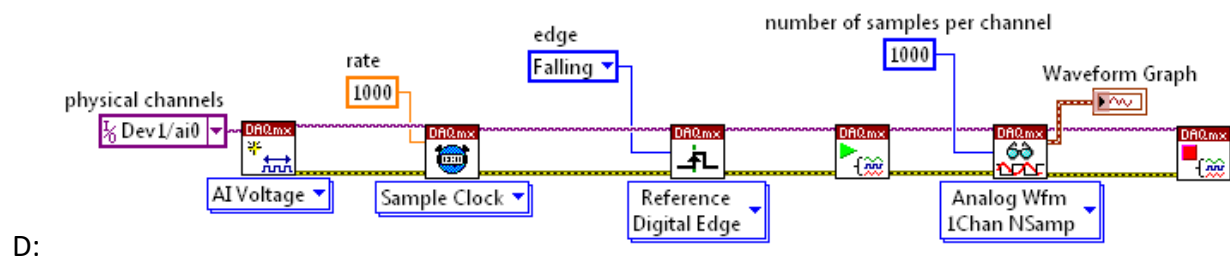 number of samples per channel
edge
1000
Falling
rate
Waveform Graph
1000
physical channels
I/O Dev1/ai0
DAQmx DAQmx DAQmx DAQmx DAQmx DAQmx
AI Voltage
Sample Clock
Reference
Digital Edge
Analog Wfm
1Chan NSamp
D: